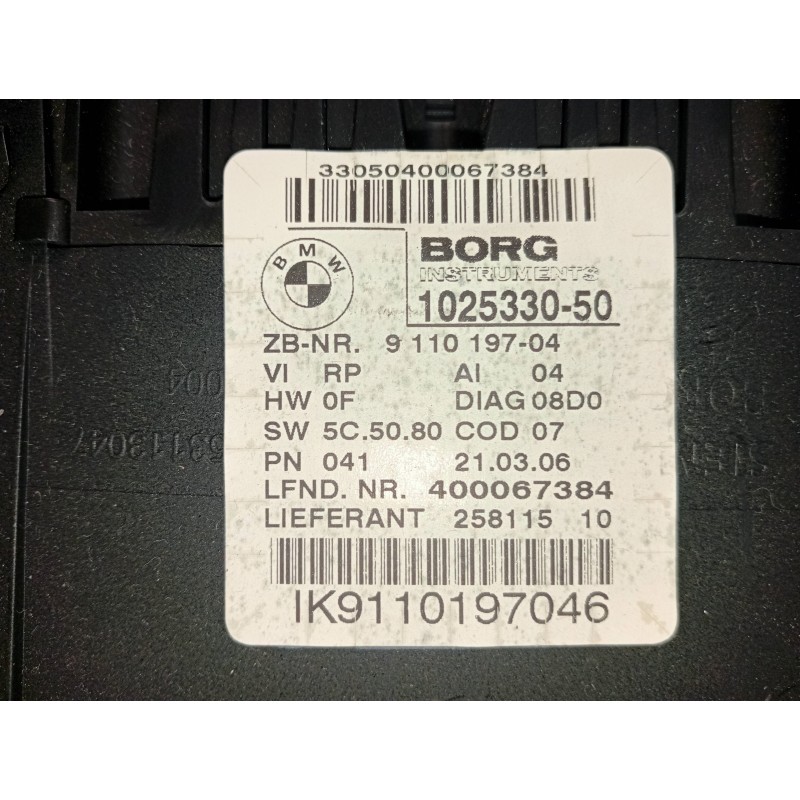 33050400067384
BMW
BORG
INSTRUMENTS
1025330-50
ZB-NR. 9 110 197-04
VI RP AI 04
HW 0F DIAG 08D0
SW 5C.50.80 COD 07
PN 041 21.03.06
LFND. NR. 400067384
LIEFERANT 258115 10
IK9110197046